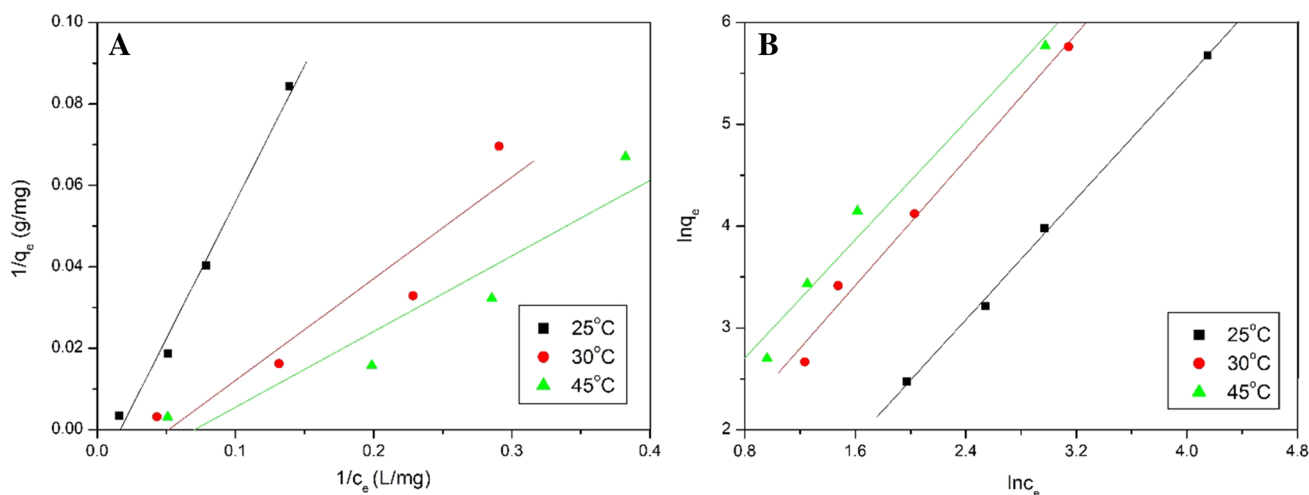 A
0.10
0.08
0.06
0.04
0.02
0.00
1/qₑ (g/mg)
0.0 0.1 0.2 0.3 0.4
1/cₑ (L/mg)
25°C
30°C
45°C
B
6
5
4
3
2
lnqₑ
0.8 1.6 2.4 3.2 4.0 4.8
lncₑ
25°C
30°C
45°C